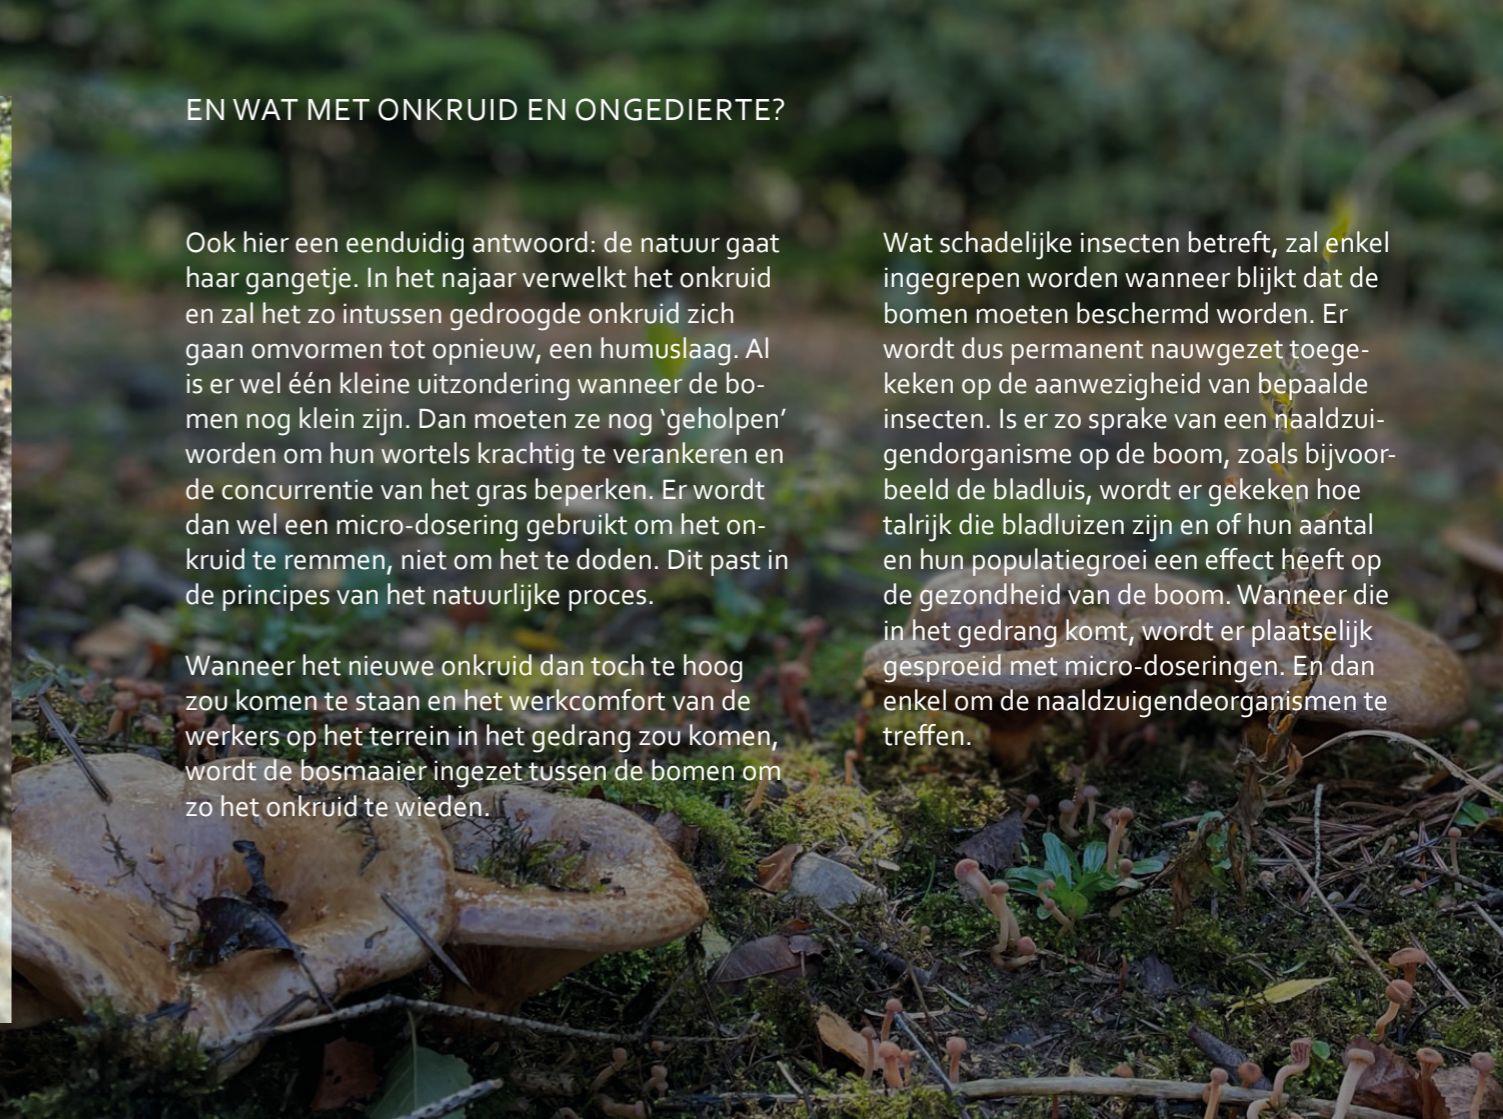 EN WAT MET ONKRUID EN ONGEDIERTE?
Ook hier een eenduidig antwoord: de natuur gaat
haar gangetje. In het najaar verwelkt het onkruid
en zal het zo intussen gedroogde onkruid zich
gaan omvormen tot opnieuw, een humuslaag. Al
is er wel één kleine uitzondering wanneer de bo-
men nog klein zijn. Dan moeten ze nog ‘geholpen’
worden om hun wortels krachtig te verankeren en
de concurrentie van het gras beperken. Er wordt
dan wel een micro-dosering gebruikt om het on-
kruid te remmen, niet om het te doden. Dit past in
de principes van het natuurlijke proces.
Wanneer het nieuwe onkruid dan toch te hoog
zou komen te staan en het werkcomfort van de
werkers op het terrein in het gedrang zou komen,
wordt de bosmaaier ingezet tussen de bomen om
zo het onkruid te wieden.
Wat schadelijke insecten betreft, zal enkel
ingegrepen worden wanneer blijkt dat de
bomen moeten beschermd worden. Er
wordt dus permanent nauwgezet toege-
keken op de aanwezigheid van bepaalde
insecten. Is er zo sprake van een naaldzui-
gendorganisme op de boom, zoals bijvoor-
beeld de bladluis, wordt er gekeken hoe
talrijk die bladluizen zijn en of hun aantal
en hun populatiegroei een effect heeft op
de gezondheid van de boom. Wanneer die
in het gedrang komt, wordt er plaatselijk
gesproeid met micro-doseringen. En dan
enkel om de naaldzuigendeorganismen te
treffen.